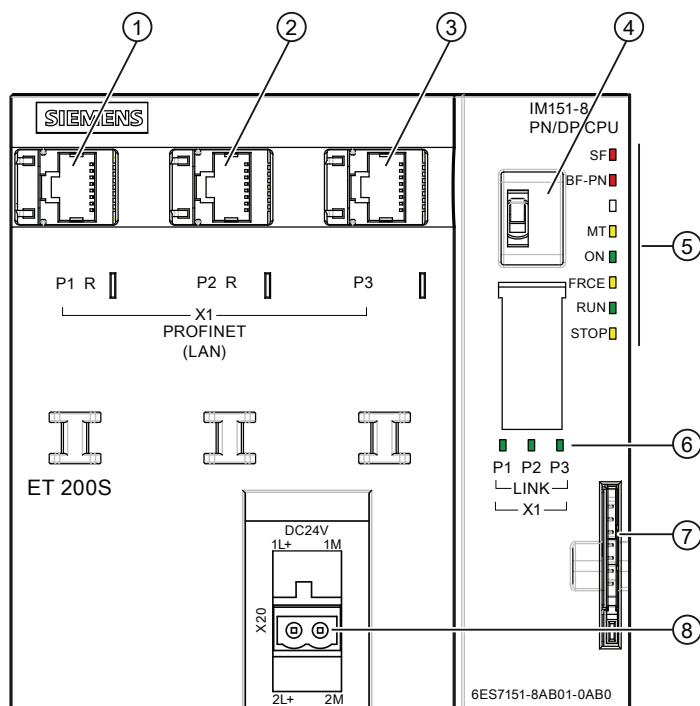 1 2 3 4
SIEMENS
IM151-8
PN/DP CPU
SF
BF-PN
MT
ON
FRCE
RUN
STOP
5
P1 R P2 R P3
X1
PROFINET
(LAN)
6
P1 P2 P3
LINK
X1
ET 200S
7
DC24V
1L+ 1M
X20
8
2L+ 2M
6ES7151-8AB01-0AB0